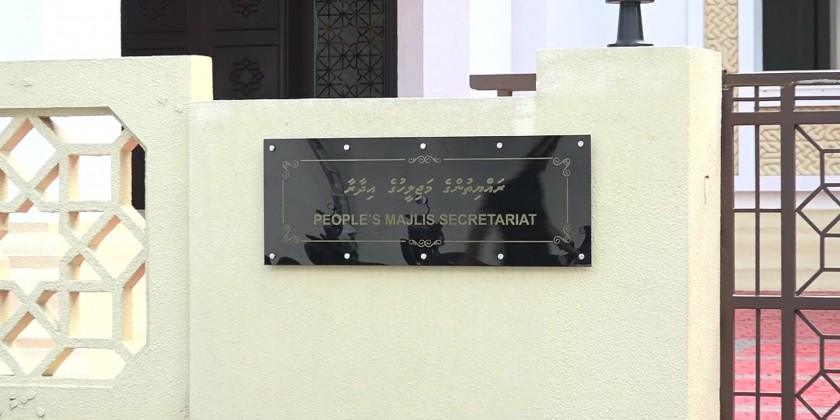 ރައްޔިތުންގެ މަޖިލީހުގެ އިދާރާ
PEOPLE'S MAJLIS SECRETARIAT